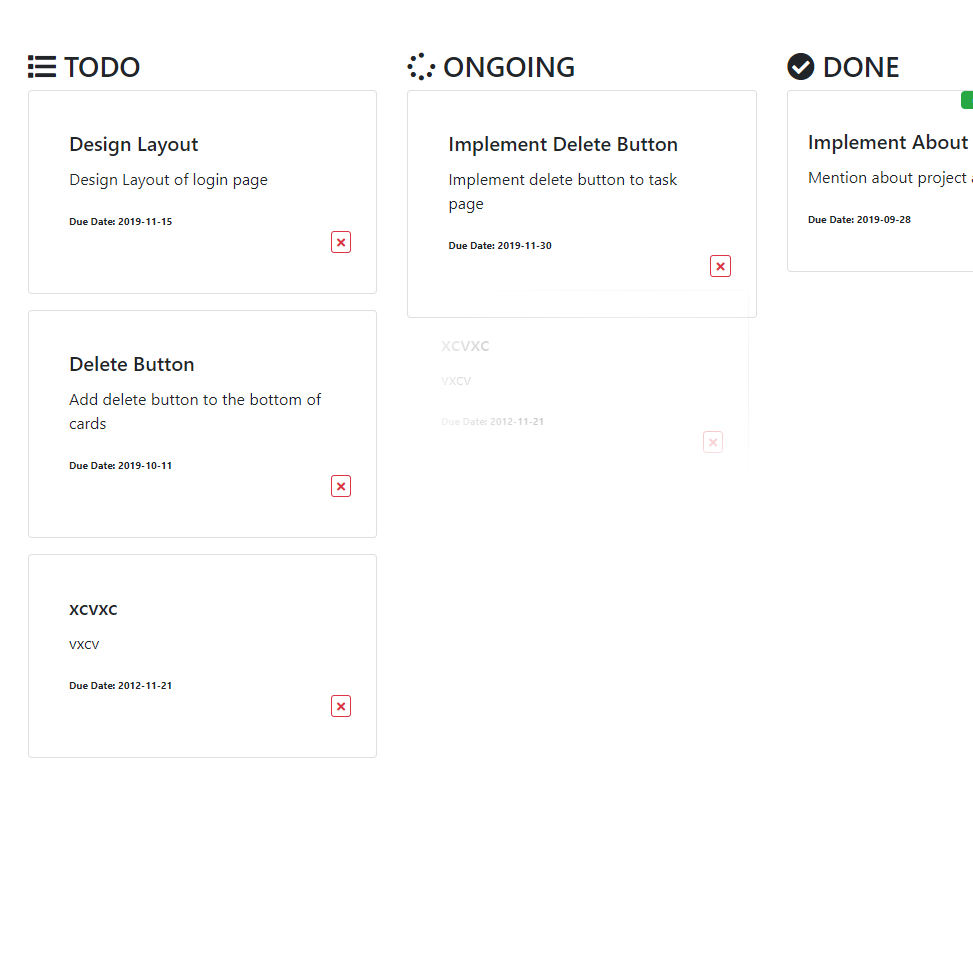 TODO
Design Layout
Design Layout of login page
Due Date: 2019-11-15
Delete Button
Add delete button to the bottom of
cards
Due Date: 2019-10-11
XCVXC
VXCV
Due Date: 2012-11-21
ONGOING
Implement Delete Button
Implement delete button to task
page
Due Date: 2019-11-30
XCVXC
VXCV
Due Date: 2012-11-21
DONE
Implement About
Mention about project
Due Date: 2019-09-28